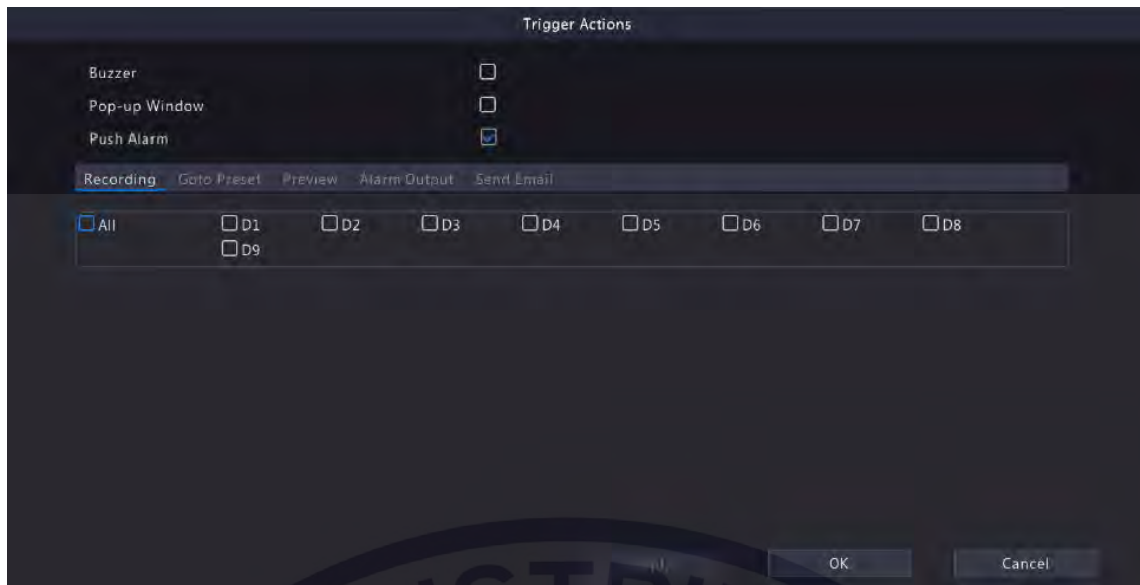 Trigger Actions
Buzzer
Pop-up Window
Push Alarm
Recording Goto Preset Preview Alarm Output Send Email
All D1 D2 D3 D4 D5 D6 D7 D8
D9
OK Cancel